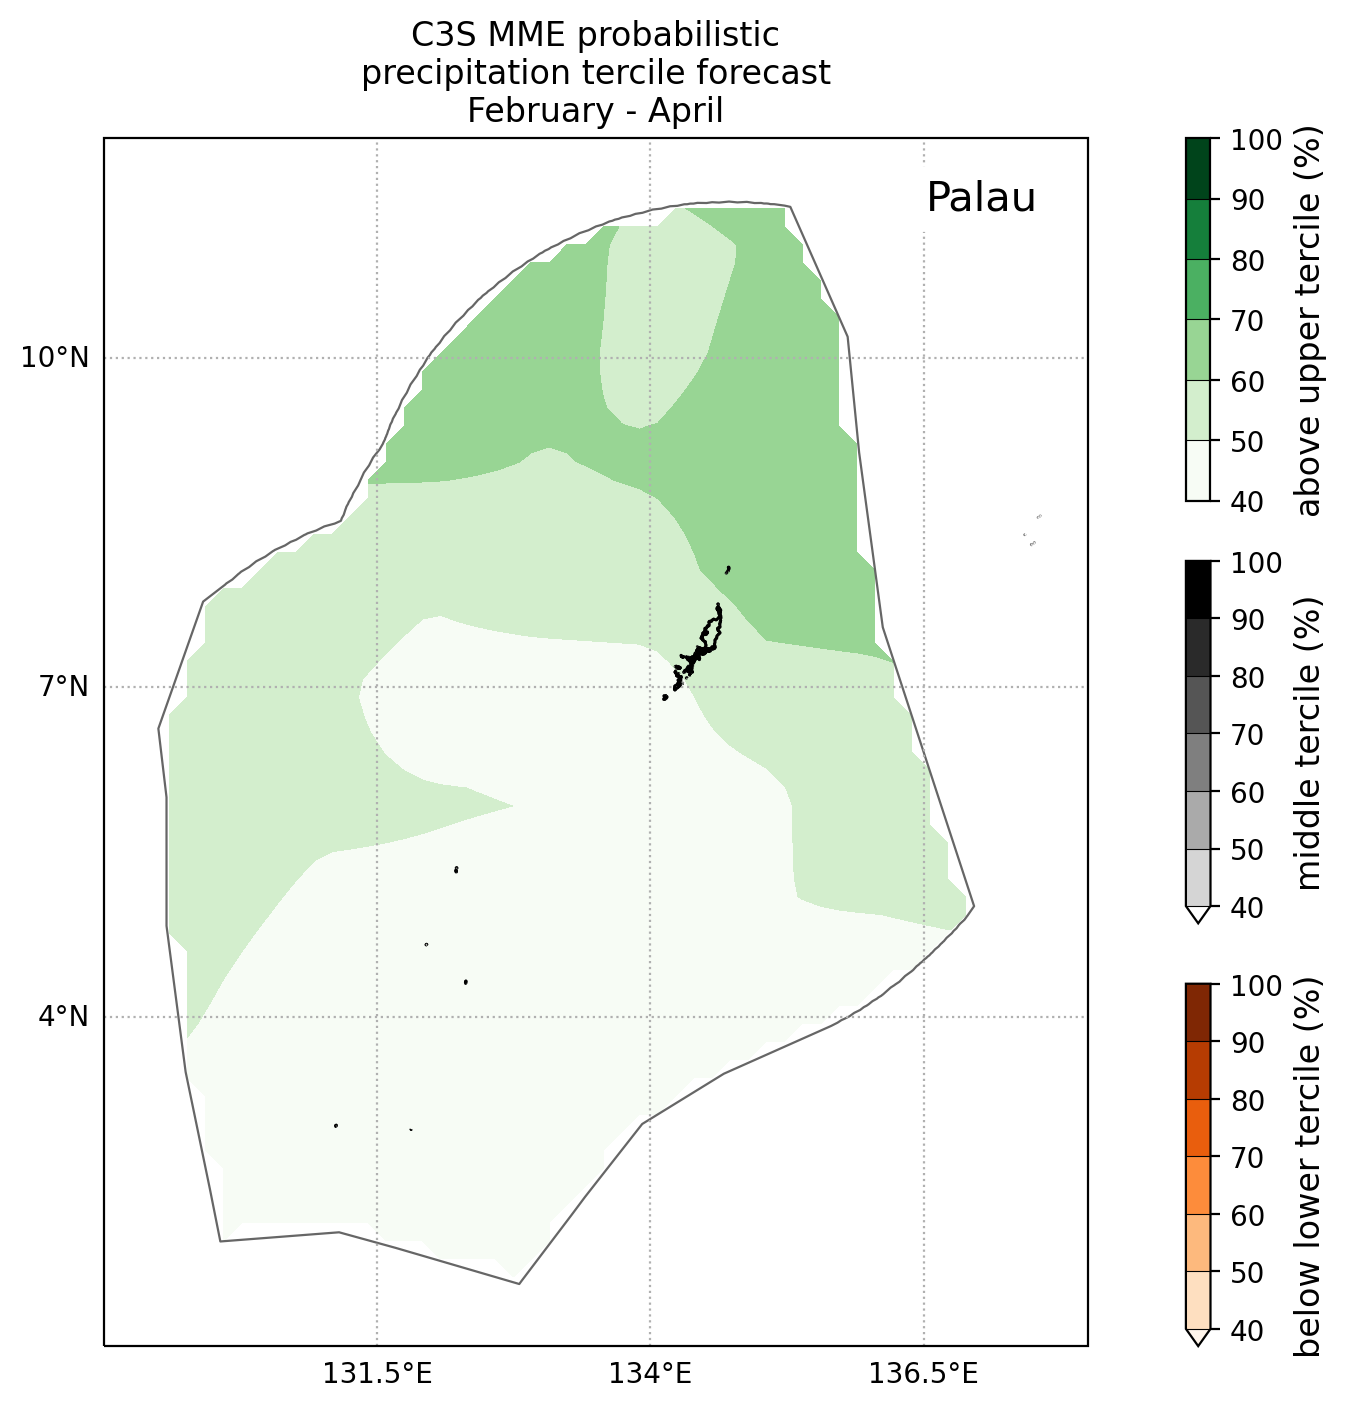 C3S MME probabilistic
precipitation tercile forecast
February - April
Palau
10°N
7°N
4°N
131.5°E
134°E
136.5°E
100
90
80
70
60
50
40
above upper tercile (%)
100
90
80
70
60
50
40
middle tercile (%)
100
90
80
70
60
50
40
below lower tercile (%)